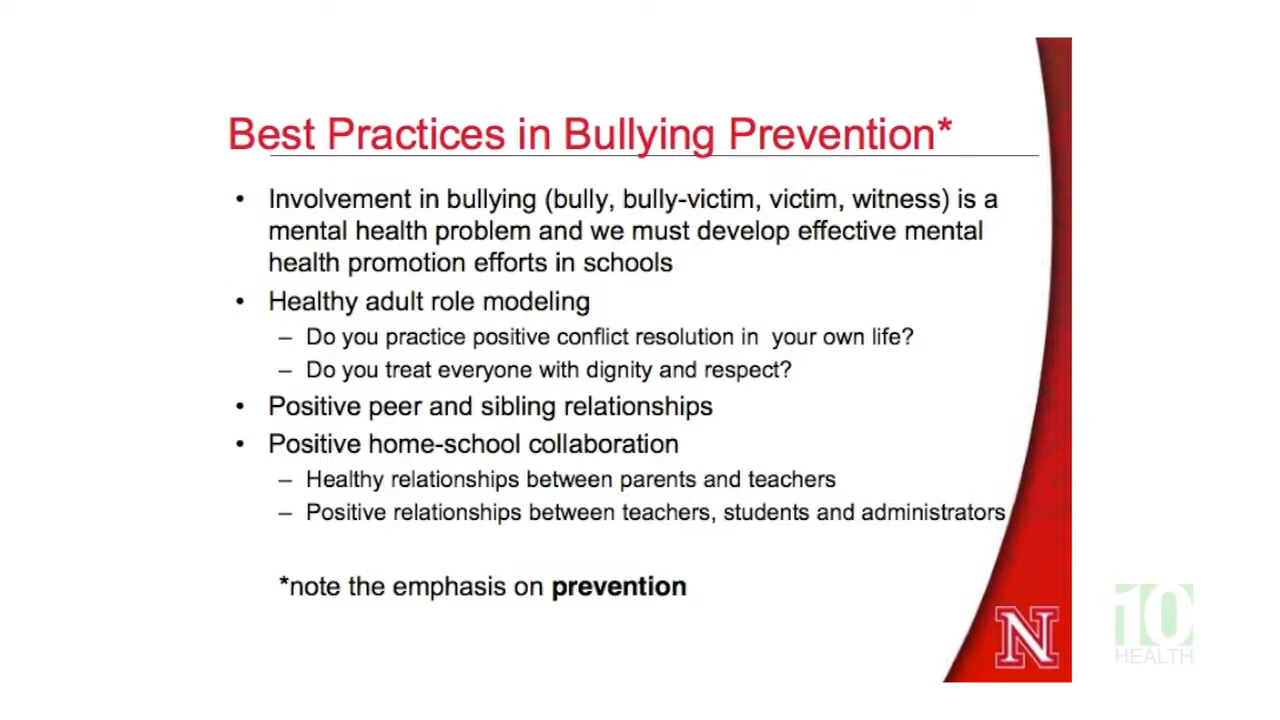 Best Practices in Bullying Prevention*
• Involvement in bullying (bully, bully-victim, victim, witness) is a
mental health problem and we must develop effective mental
health promotion efforts in schools
• Healthy adult role modeling
– Do you practice positive conflict resolution in  your own life?
– Do you treat everyone with dignity and respect?
• Positive peer and sibling relationships
• Positive home-school collaboration
– Healthy relationships between parents and teachers
– Positive relationships between teachers, students and administrators
*note the emphasis on prevention
N
10
HEALTH